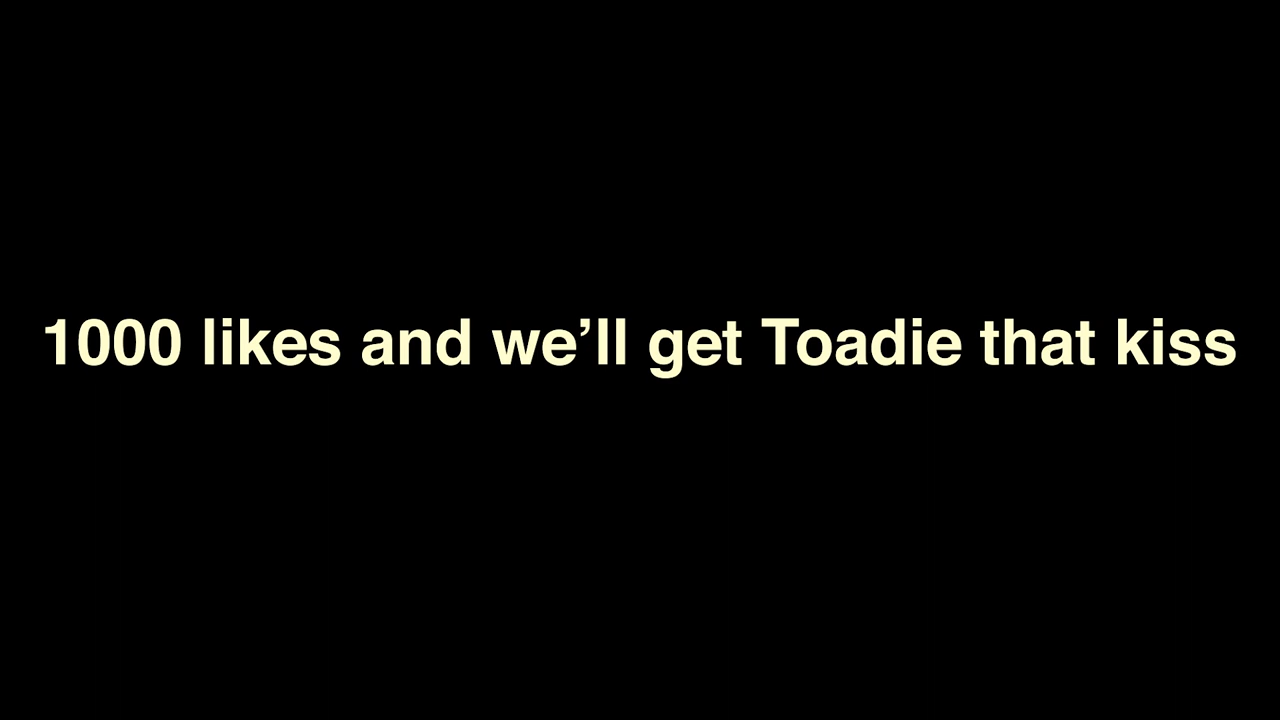 1000 likes and we’ll get Toadie that kiss